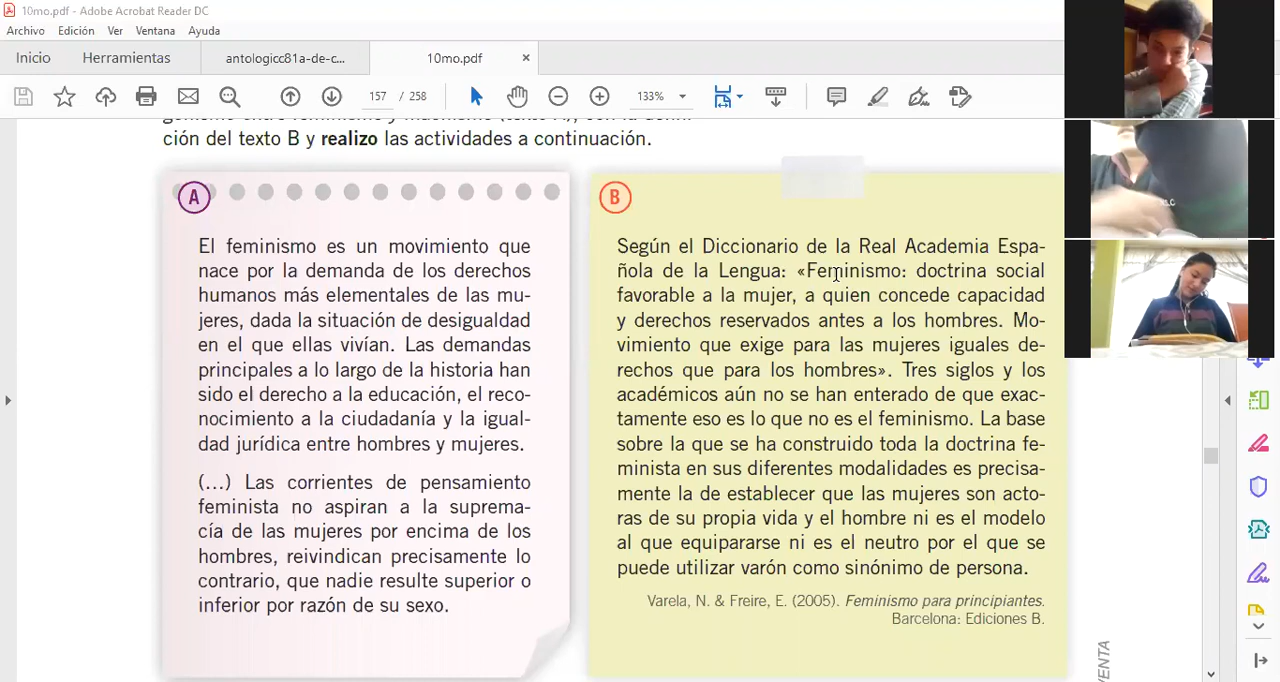 10mo.pdf - Adobe Acrobat Reader DC
Archivo Edición Ver Ventana Ayuda
Inicio Herramientas antologicc81a-de-c... 10mo.pdf ×
157 / 258 133%
ción del texto B y realizo las actividades a continuación.
A
El feminismo es un movimiento que
nace por la demanda de los derechos
humanos más elementales de las mu-
jeres, dada la situación de desigualdad
en el que ellas vivían. Las demandas
principales a lo largo de la historia han
sido el derecho a la educación, el reco-
nocimiento a la ciudadanía y la igual-
dad jurídica entre hombres y mujeres.
(...) Las corrientes de pensamiento
feminista no aspiran a la suprema-
cía de las mujeres por encima de los
hombres, reivindican precisamente lo
contrario, que nadie resulte superior o
inferior por razón de su sexo.
B
Según el Diccionario de la Real Academia Espa-
ñola de la Lengua: «Feminismo: doctrina social
favorable a la mujer, a quien concede capacidad
y derechos reservados antes a los hombres. Mo-
vimiento que exige para las mujeres iguales de-
rechos que para los hombres». Tres siglos y los
académicos aún no se han enterado de que exac-
tamente eso es lo que no es el feminismo. La base
sobre la que se ha construido toda la doctrina fe-
minista en sus diferentes modalidades es precisa-
mente la de establecer que las mujeres son acto-
ras de su propia vida y el hombre ni es el modelo
al que equipararse ni es el neutro por el que se
puede utilizar varón como sinónimo de persona.
Varela, N. & Freire, E. (2005). Feminismo para principiantes.
Barcelona: Ediciones B.
VENTA